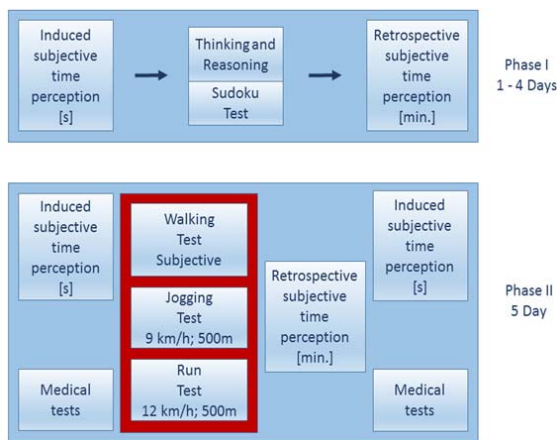 Induced
subjective
time
perception
[s]
Thinking and
Reasoning
Sudoku
Test
Retrospective
subjective
time
perception
[min.]
Phase I
1 - 4 Days
Induced
subjective
time
perception
[s]
Medical
tests
Walking
Test
Subjective
Jogging
Test
9 km/h; 500m
Run
Test
12 km/h; 500m
Retrospective
subjective
time
perception
[min.]
Induced
subjective
time
perception
[s]
Medical
tests
Phase II
5 Day